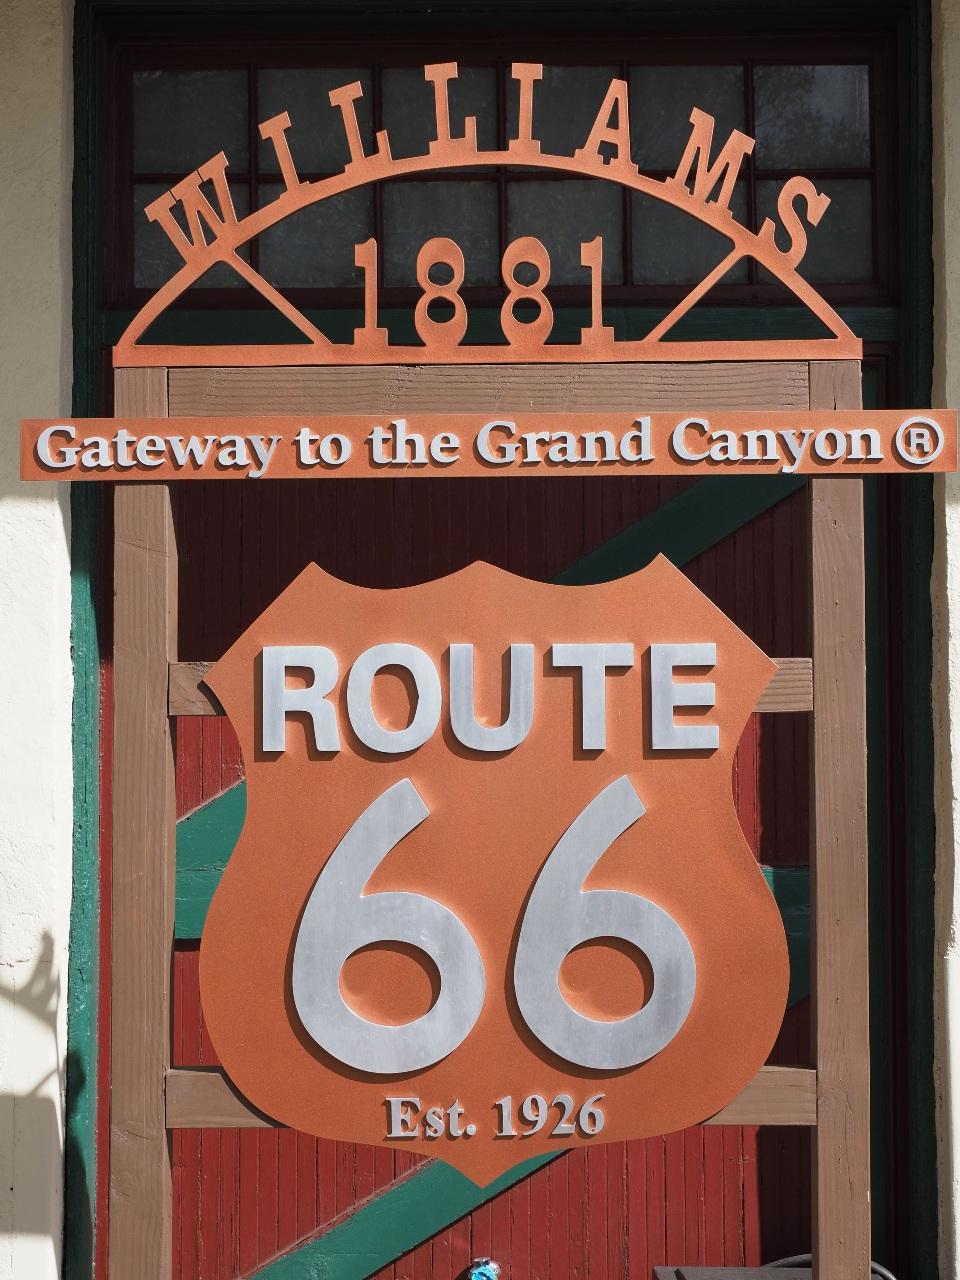 WILLIAMS
1881
Gateway to the Grand Canyon ®
ROUTE
66
Est. 1926